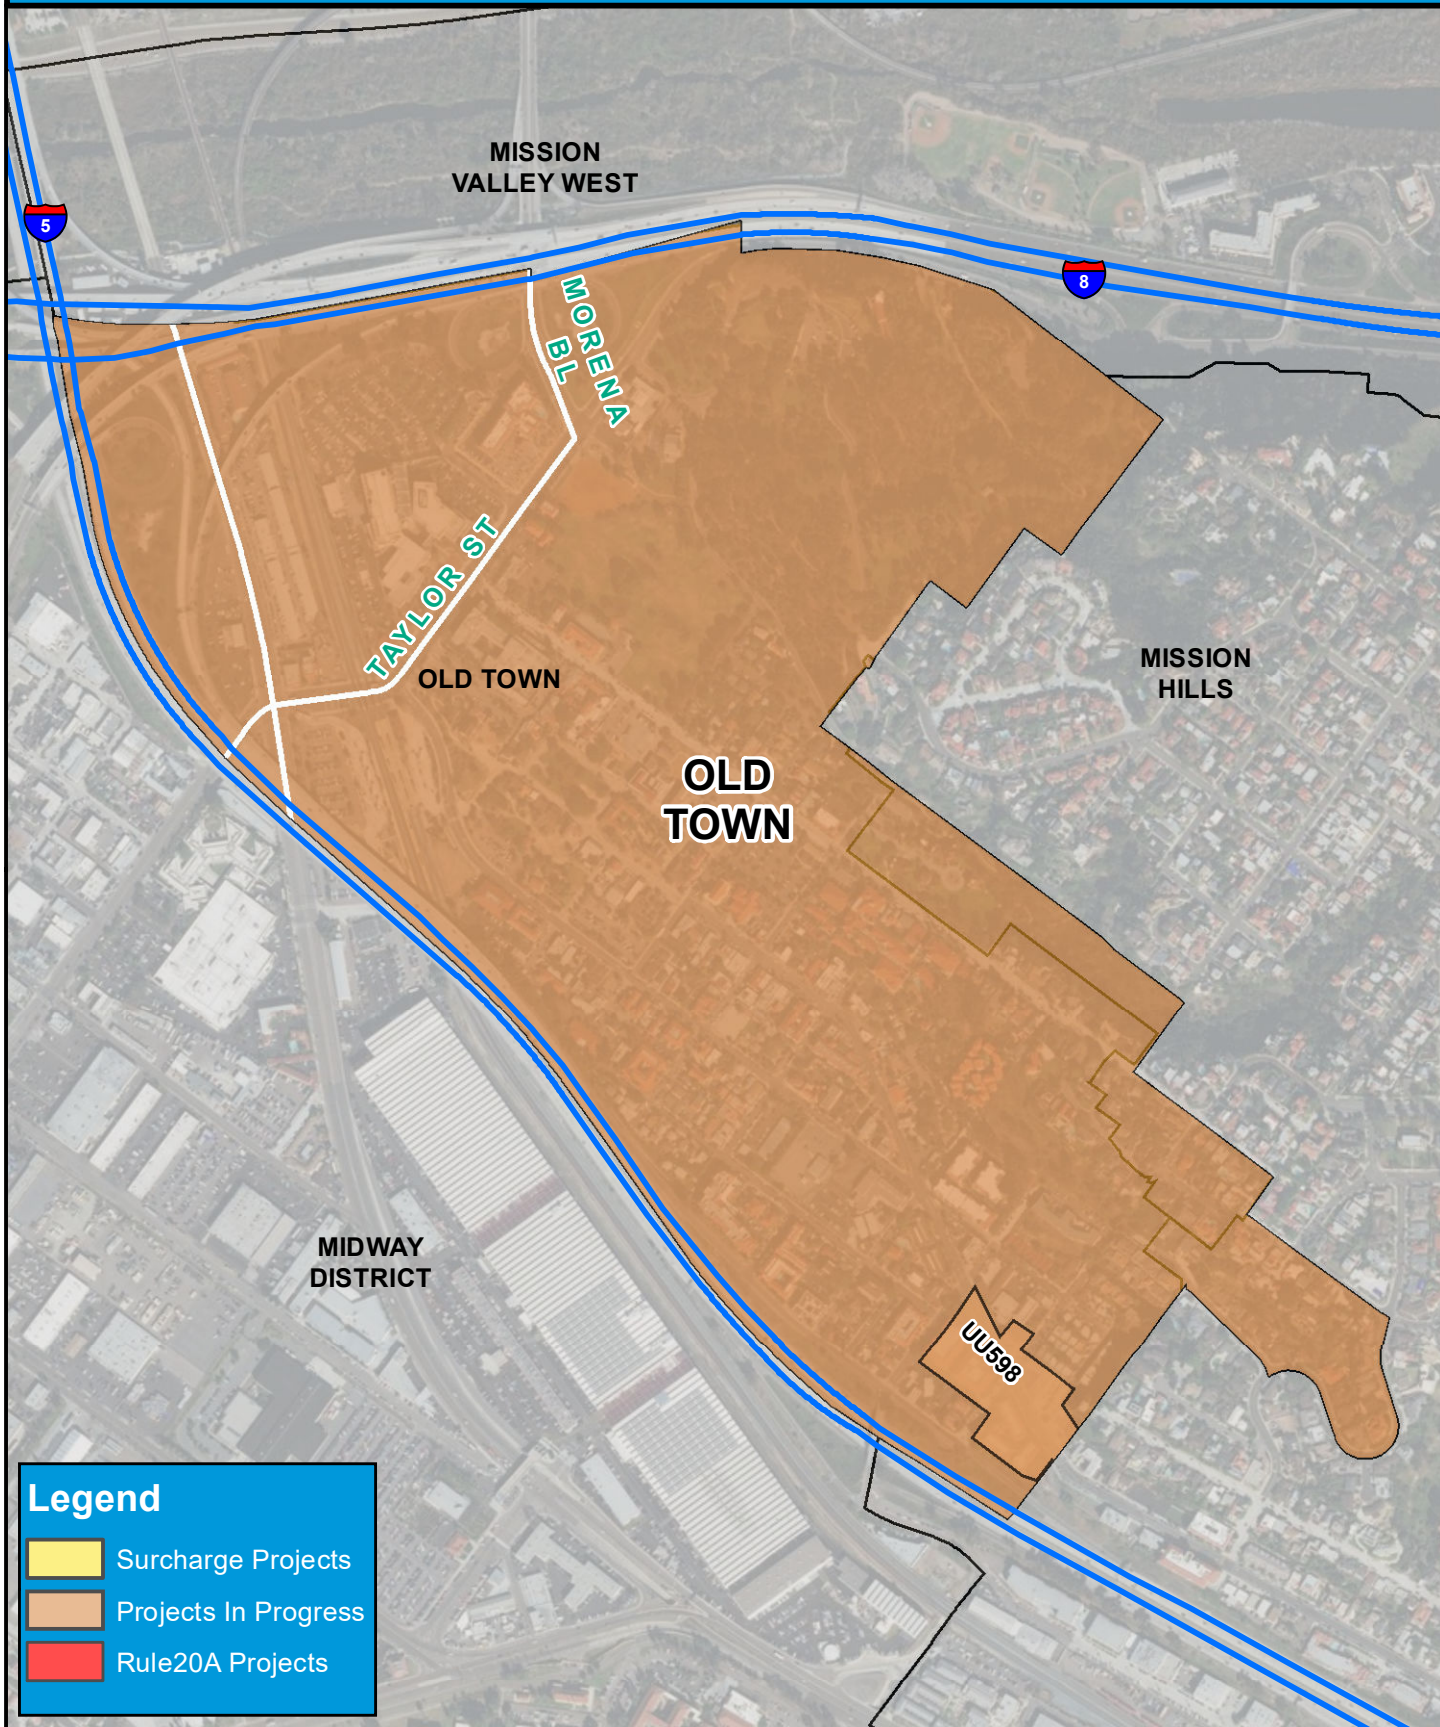 MISSION
VALLEY WEST
5
8
MORENA
BL
TAYLOR ST
OLD TOWN
MISSION
HILLS
OLD
TOWN
MIDWAY
DISTRICT
UU598
Legend
Surcharge Projects
Projects In Progress
Rule20A Projects